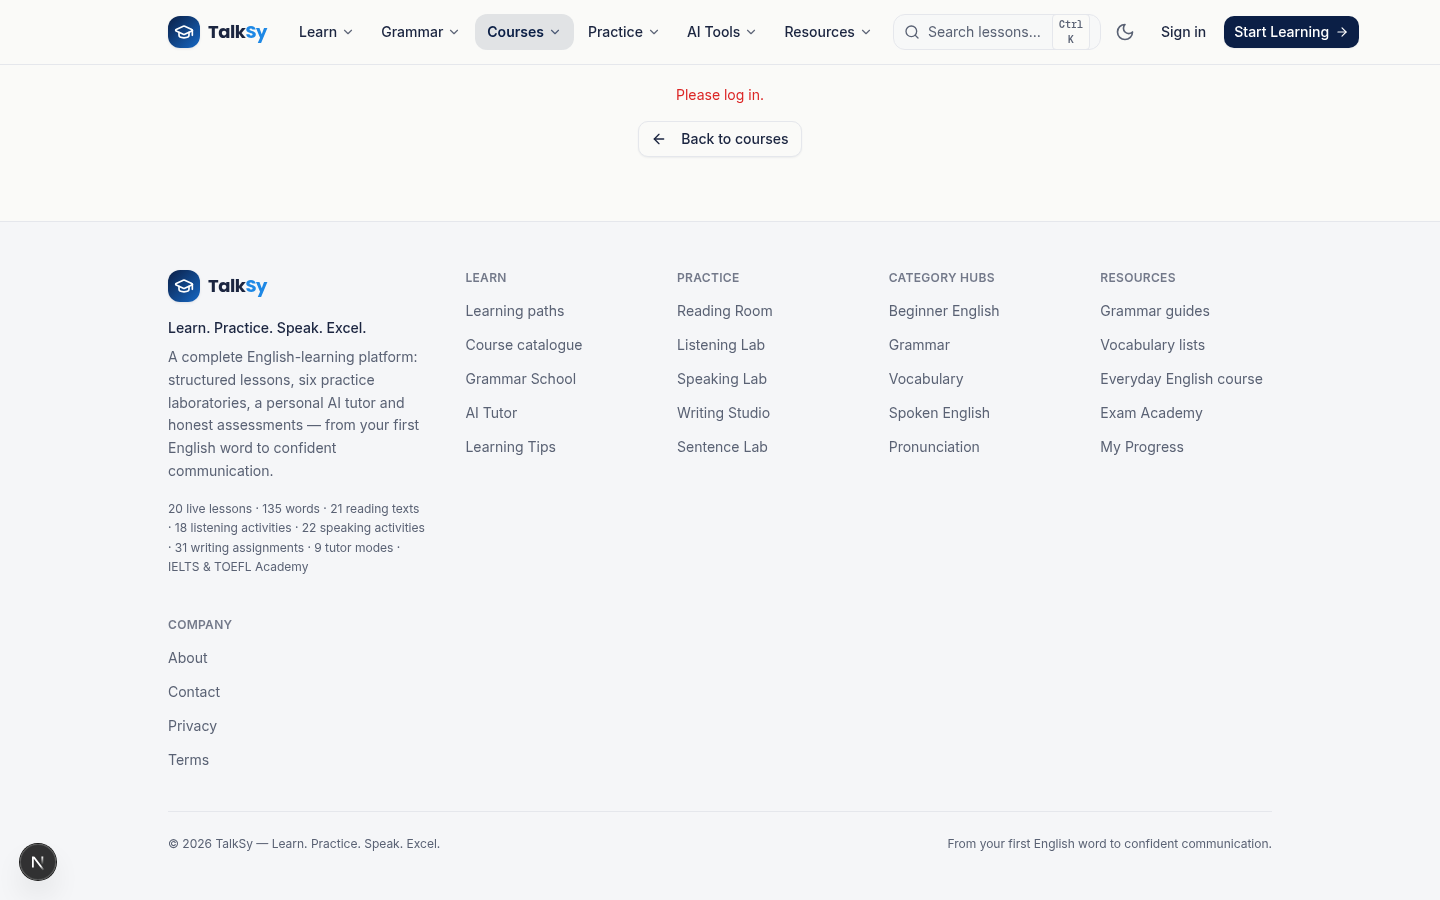 TalkSy
Learn
Grammar
Courses
Practice
AI Tools
Resources
Search lessons...
Ctrl
K
Sign in
Start Learning
Please log in.
Back to courses
TalkSy
Learn. Practice. Speak. Excel.
A complete English-learning platform:
structured lessons, six practice
laboratories, a personal AI tutor and
honest assessments — from your first
English word to confident
communication.
20 live lessons · 135 words · 21 reading texts
· 18 listening activities · 22 speaking activities
· 31 writing assignments · 9 tutor modes ·
IELTS & TOEFL Academy
LEARN
Learning paths
Course catalogue
Grammar School
AI Tutor
Learning Tips
PRACTICE
Reading Room
Listening Lab
Speaking Lab
Writing Studio
Sentence Lab
CATEGORY HUBS
Beginner English
Grammar
Vocabulary
Spoken English
Pronunciation
RESOURCES
Grammar guides
Vocabulary lists
Everyday English course
Exam Academy
My Progress
COMPANY
About
Contact
Privacy
Terms
© 2026 TalkSy — Learn. Practice. Speak. Excel.
From your first English word to confident communication.
N